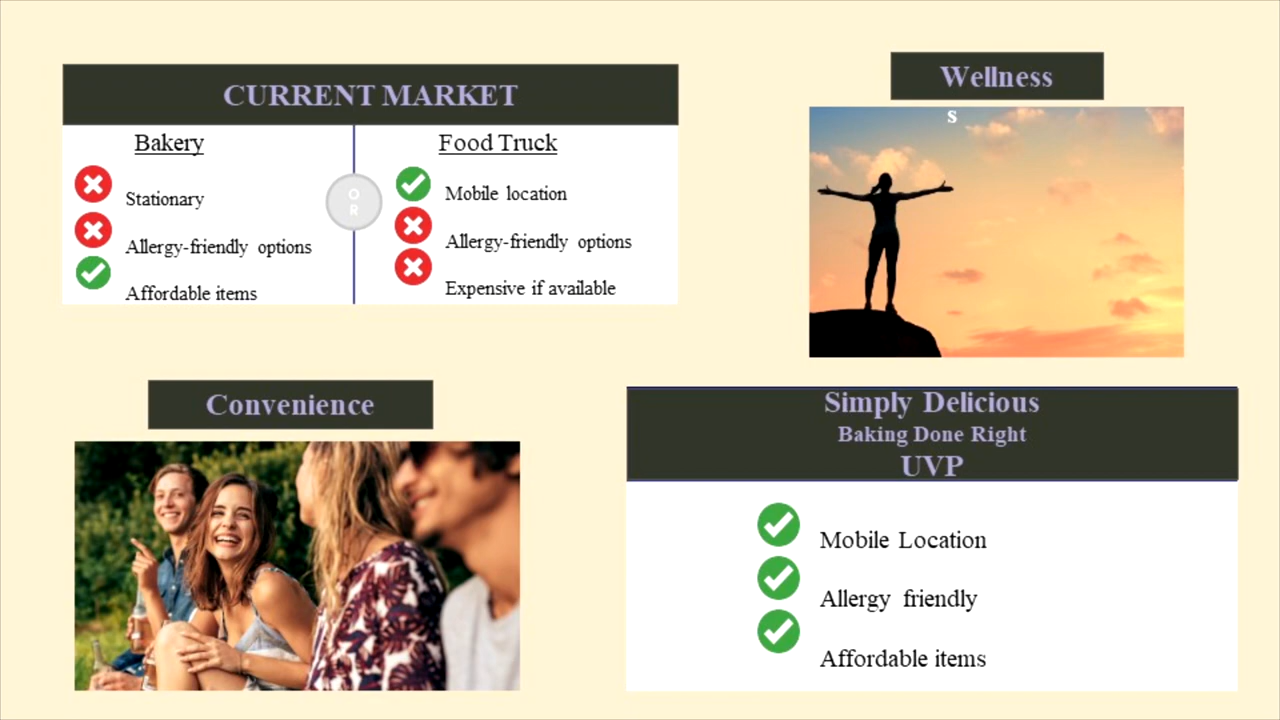 CURRENT MARKET
Bakery
Stationary
Allergy-friendly options
Affordable items
O
R
Food Truck
Mobile location
Allergy-friendly options
Expensive if available
Wellness
s
Convenience
Simply Delicious
Baking Done Right
UVP
Mobile Location
Allergy friendly
Affordable items